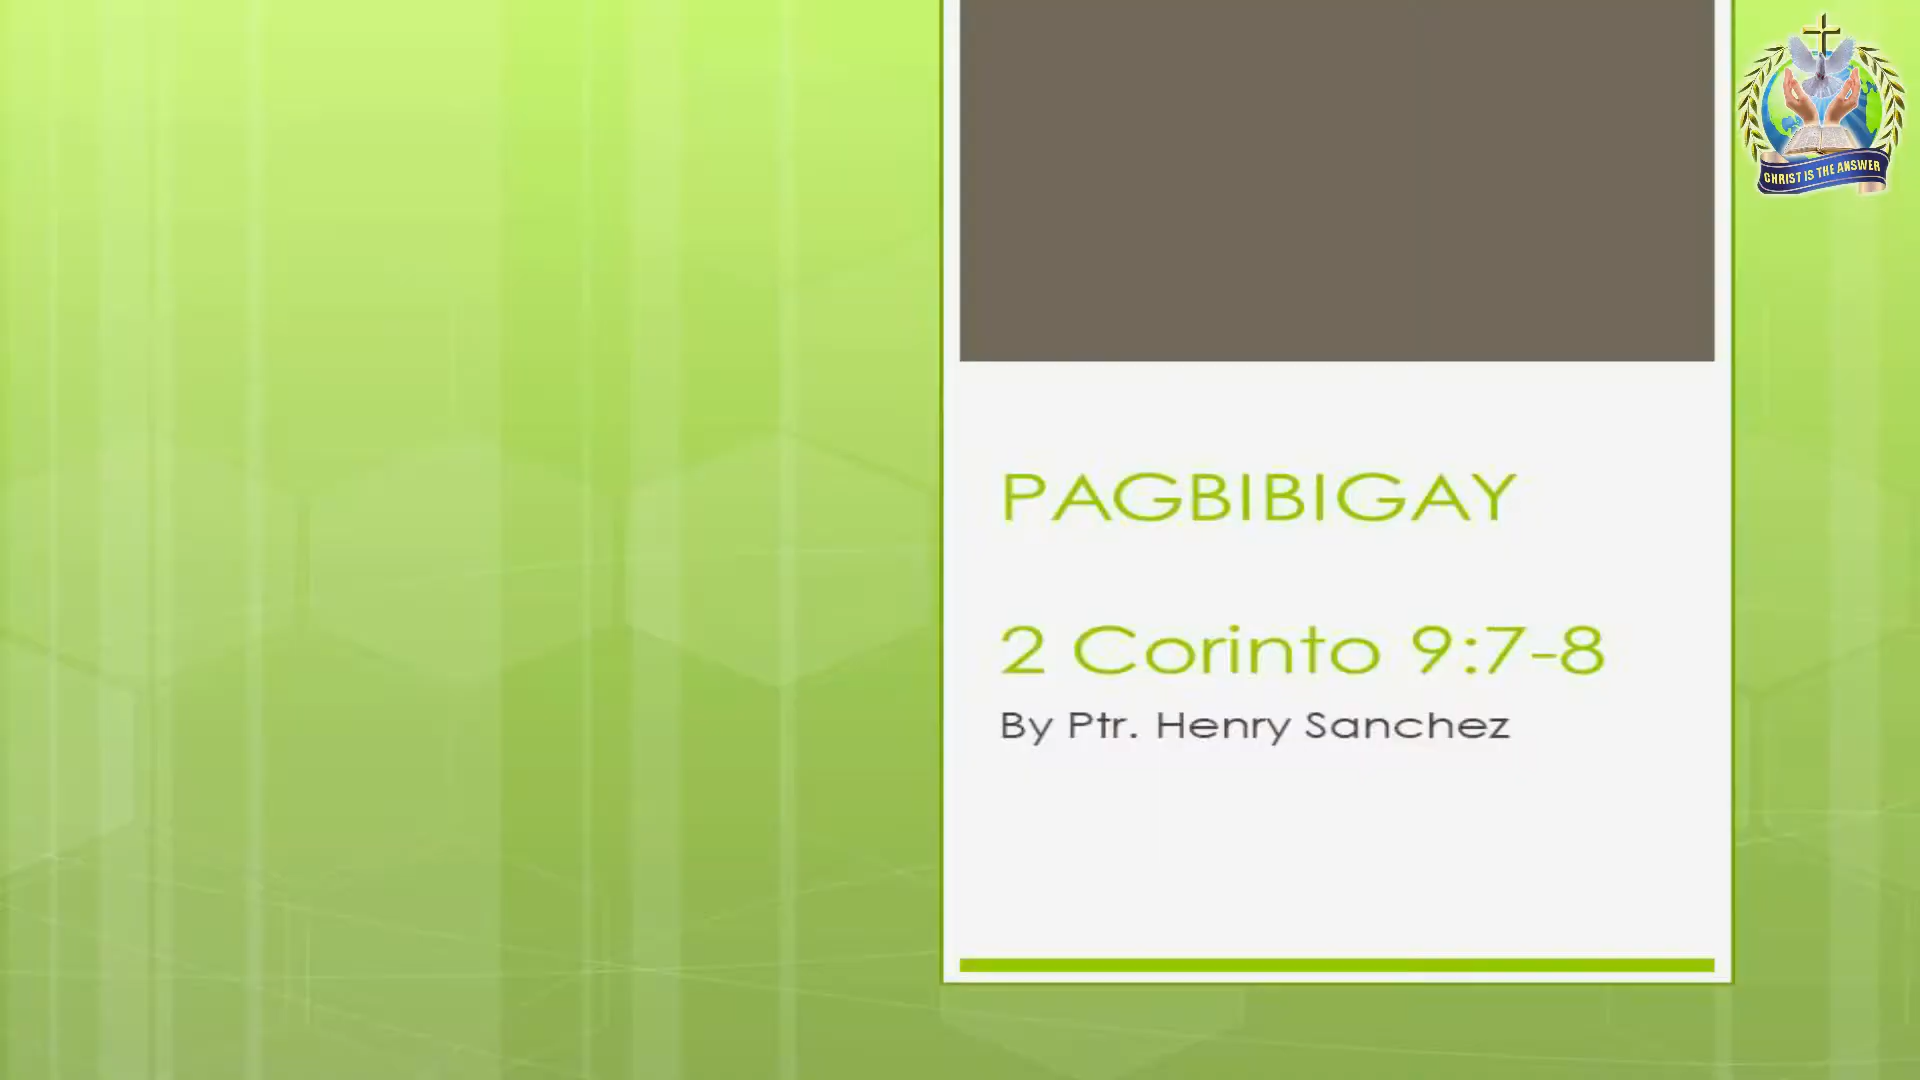 CHRIST IS THE ANSWER
PAGBIBIGAY
2 Corinto 9:7-8
By Ptr. Henry Sanchez